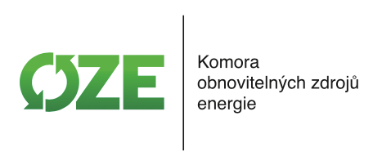 OZE
Komora
obnovitelných zdrojů
energie